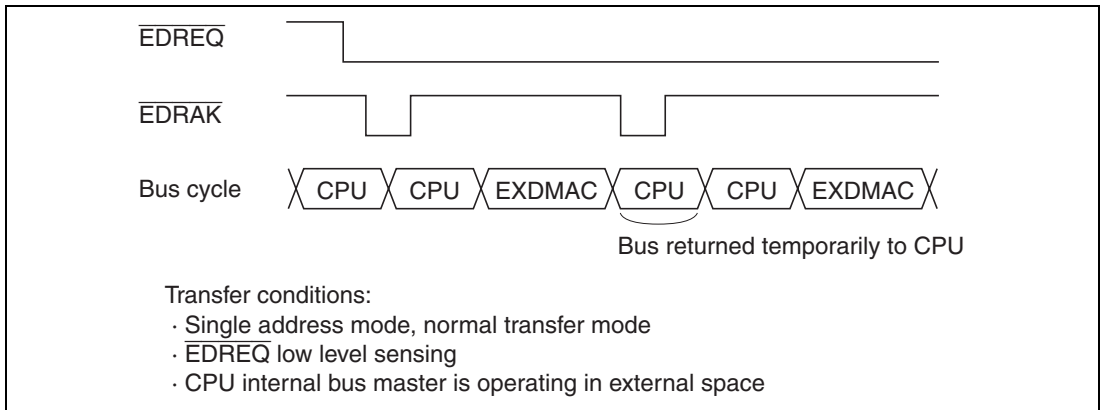 EDREQ
EDRAK
Bus cycle CPU CPU EXDMAC CPU CPU EXDMAC
Bus returned temporarily to CPU
Transfer conditions:
· Single address mode, normal transfer mode
· EDREQ low level sensing
· CPU internal bus master is operating in external space